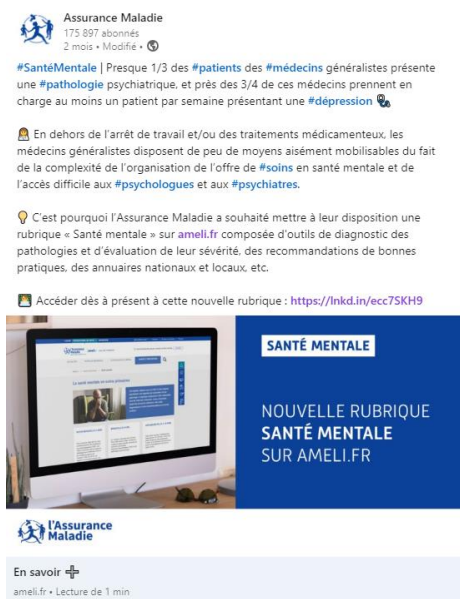 Assurance Maladie
175 897 abonnés
2 mois • Modifié •
#SantéMentale | Presque 1/3 des #patients des #médecins généralistes présente
une #pathologie psychiatrique, et près des 3/4 de ces médecins prennent en
charge au moins un patient par semaine présentant une #dépression
En dehors de l'arrêt de travail et/ou des traitements médicamenteux, les
médecins généralistes disposent de peu de moyens aisément mobilisables du fait
de la complexité de l'organisation de l'offre de #soins en santé mentale et de
l'accès difficile aux #psychologues et aux #psychiatres.
C'est pourquoi l'Assurance Maladie a souhaité mettre à leur disposition une
rubrique « Santé mentale » sur ameli.fr composée d'outils de diagnostic des
pathologies et d'évaluation de leur sévérité, des recommandations de bonnes
pratiques, des annuaires nationaux et locaux, etc.
Accéder dès à présent à cette nouvelle rubrique : https://lnkd.in/ecc7SKH9
SANTÉ MENTALE
NOUVELLE RUBRIQUE
SANTÉ MENTALE
SUR AMELI.FR
l'Assurance
Maladie
En savoir
ameli.fr • Lecture de 1 min